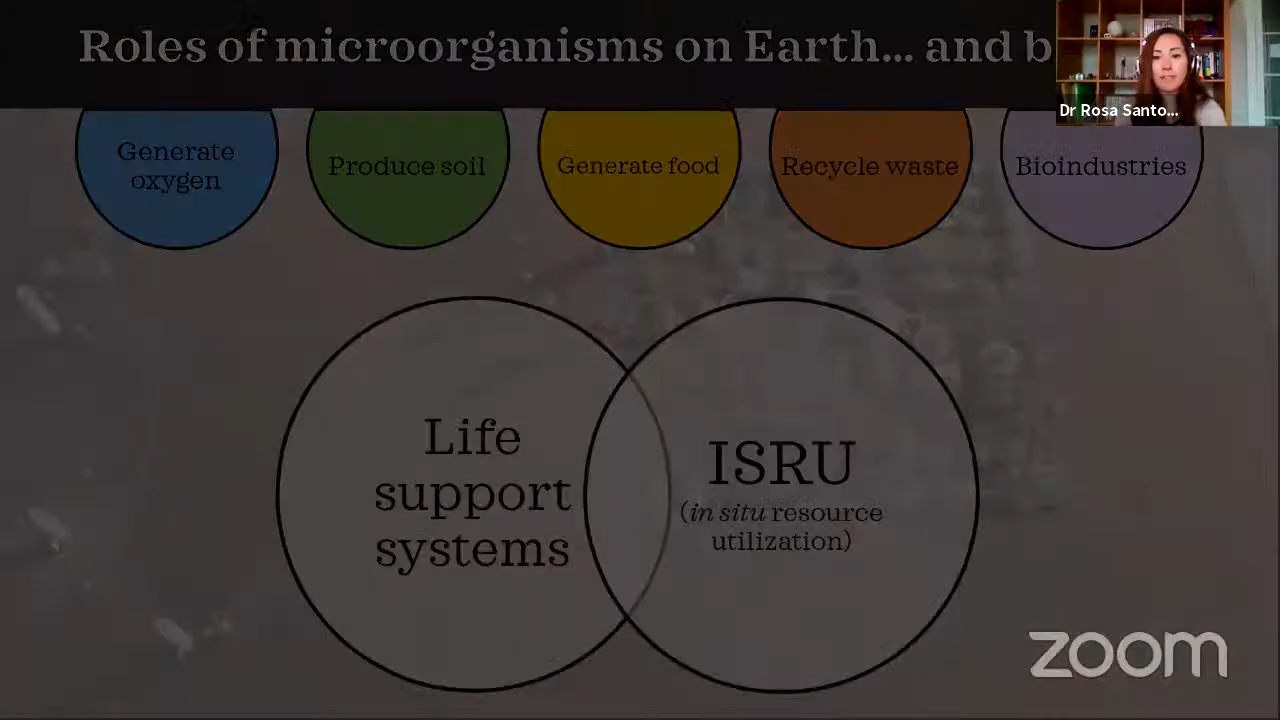 Roles of microorganisms on Earth... and b
Dr Rosa Santo...
Generate
oxygen
Produce soil
Generate food
Recycle waste
Bioindustries
Life
support
systems
ISRU
(in situ resource
utilization)
zoom